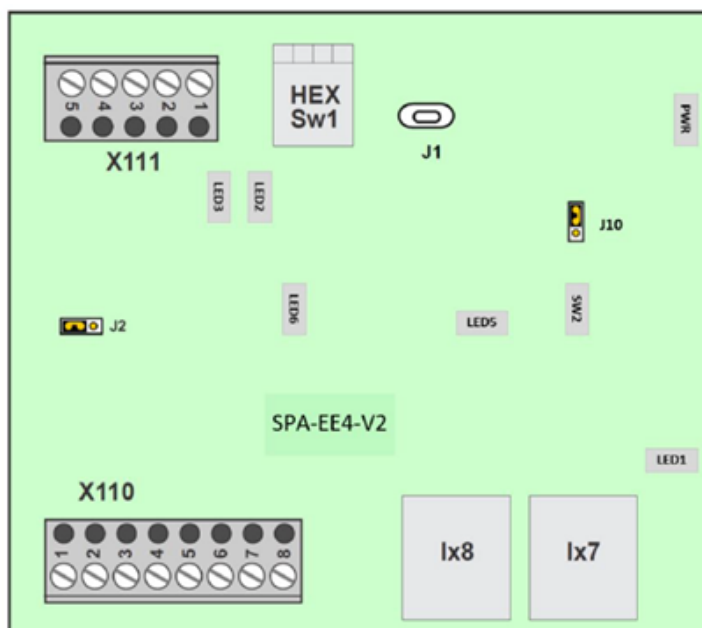 5 4 3 2 1
X111
HEX
Sw1
J1
PWR
LED3
LED2
J10
J2
LED6
LED5
SW2
SPA-EE4-V2
LED1
X110
1 2 3 4 5 6 7 8
Ix8
Ix7